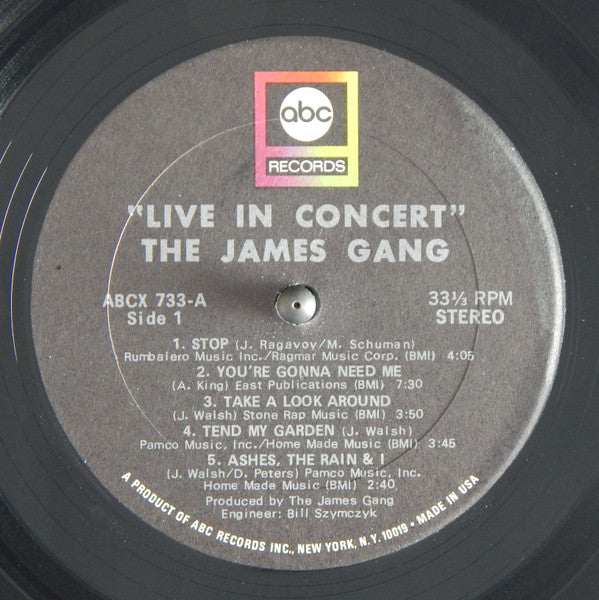 abc
RECORDS
"LIVE IN CONCERT"
THE JAMES GANG
ABCX 733-A
Side 1
33⅓ RPM
STEREO
1. STOP (J. Ragavoy/M. Schuman)
Rumbalero Music Inc./Ragmar Music Corp. (BMI) 4:05
2. YOU'RE GONNA NEED ME
(A. King) East Publications (BMI) 7:30
3. TAKE A LOOK AROUND
(J. Walsh) Stone Rap Music (BMI) 3:50
4. TEND MY GARDEN (J. Walsh)
Pamco Music, Inc./Home Made Music (BMI) 3:45
5. ASHES, THE RAIN & I
(J. Walsh/D. Peters) Pamco Music, Inc.
Home Made Music (BMI) 2:40
Produced by The James Gang
Engineer: Bill Szymczyk
A PRODUCT OF ABC RECORDS INC., NEW YORK, N.Y. 10019 • MADE IN USA